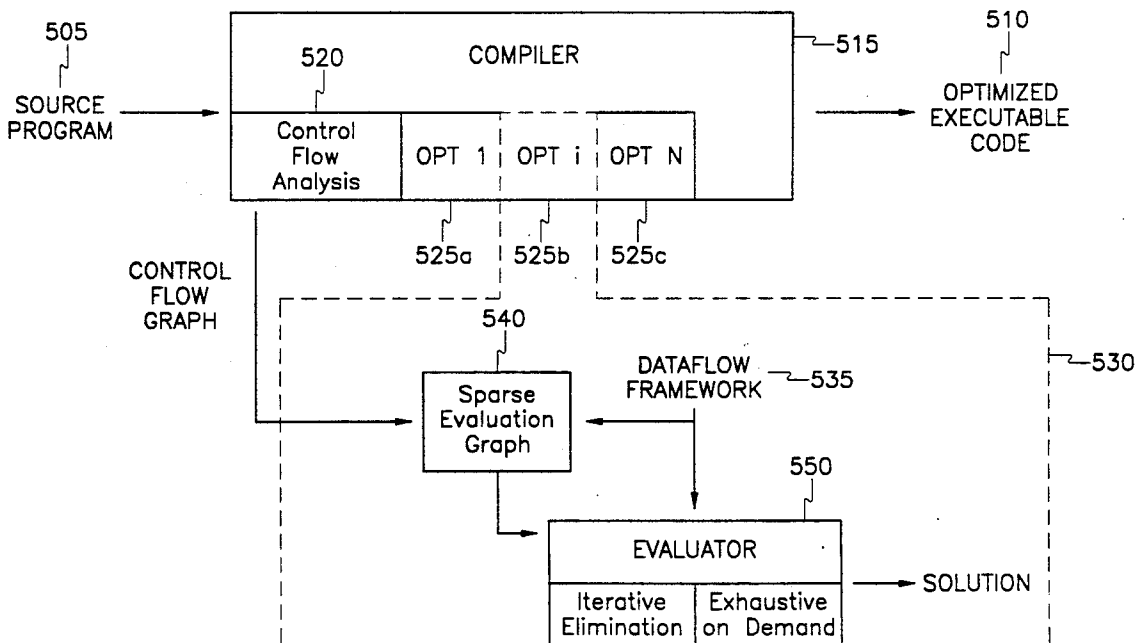 505
SOURCE
PROGRAM
COMPILER
515
510
OPTIMIZED
EXECUTABLE
CODE
520
Control
Flow
Analysis
OPT 1
OPT i
OPT N
525a
525b
525c
CONTROL
FLOW
GRAPH
530
540
Sparse
Evaluation
Graph
DATAFLOW
FRAMEWORK
535
550
EVALUATOR
Iterative
Elimination
Exhaustive
on Demand
SOLUTION